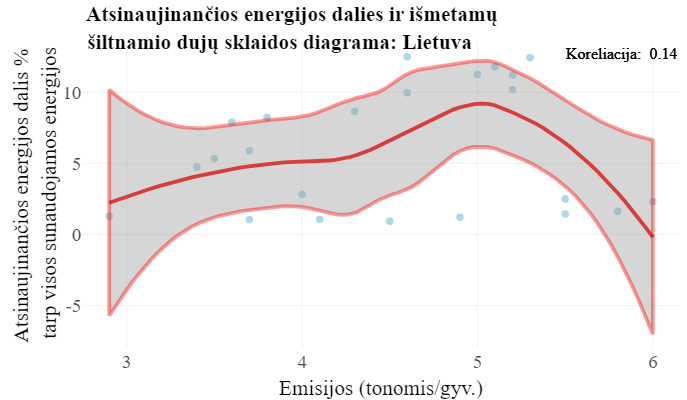 Atsinaujinančios energijos dalies ir išmetamų
šiltnamio dujų sklaidos diagrama: Lietuva
Koreliacija: 0.14
Atsinaujinančios energijos dalis %
tarp visos sunaudojamos energijos
10
5
0
-5
3
4
5
6
Emisijos (tonomis/gyv.)